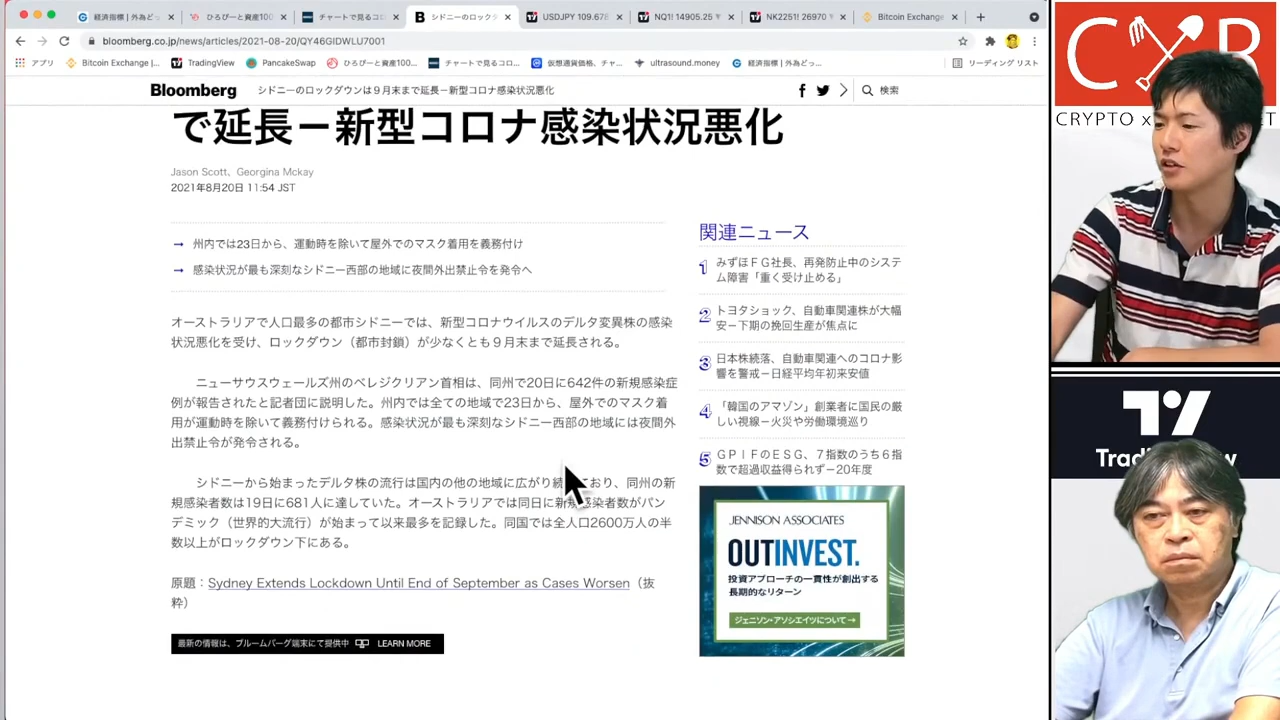 経済指標 | 外為どっ
ひろぴーと資産100
チャートで見るコロ
シドニーのロックダ
USDJPY 109.67
NQ1! 14905.25
NK2251! 26970
Bitcoin Exchange
bloomberg.co.jp/news/articles/2021-08-20/QY46GIDWLU7001
アプリ
Bitcoin Exchange |...
TradingView
PancakeSwap
ひろぴーと資産100...
チャートで見るコロ...
仮想通貨価格、チャ...
ultrasound.money
経済指標 | 外為どっ...
リーディング リスト
Bloomberg
シドニーのロックダウンは９月末まで延長－新型コロナ感染状況悪化
検索
で延長－新型コロナ感染状況悪化
Jason Scott、Georgina Mckay
2021年8月20日 11:54 JST
→ 州内では23日から、運動時を除いて屋外でのマスク着用を義務付け
→ 感染状況が最も深刻なシドニー西部の地域に夜間外出禁止令を発令へ
オーストラリアで人口最多の都市シドニーでは、新型コロナウイルスのデルタ変異株の感染
状況悪化を受け、ロックダウン（都市封鎖）が少なくとも９月末まで延長される。
ニューサウスウェールズ州のベレジクリアン首相は、同州で20日に642件の新規感染症
例が報告されたと記者団に説明した。州内では全ての地域で23日から、屋外でのマスク着
用が運動時を除いて義務付けられる。感染状況が最も深刻なシドニー西部の地域には夜間外
出禁止令が発令される。
シドニーから始まったデルタ株の流行は国内の他の地域に広がり続 おり、同州の新
規感染者数は19日に681人に達していた。オーストラリアでは同日に新規感染者数がパン
デミック（世界的大流行）が始まって以来最多を記録した。同国では全人口2600万人の半
数以上がロックダウン下にある。
原題：Sydney Extends Lockdown Until End of September as Cases Worsen（抜
粋）
最新の情報は、ブルームバーグ端末にて提供中 LEARN MORE
関連ニュース
1 みずほＦＧ社長、再発防止中のシステ
ム障害「重く受け止める」
2 トヨタショック、自動車関連株が大幅
安－下期の挽回生産が焦点に
3 日本株続落、自動車関連へのコロナ影
響を警戒－日経平均年初来安値
4 「韓国のアマゾン」創業者に国民の厳
しい視線－火災や労働環境巡り
5 ＧＰＩＦのＥＳＧ、７指数のうち６指
数で超過収益得られず－20年度
JENNISON ASSOCIATES
OUTINVEST.
投資アプローチの一貫性が創出する
長期的なリターン
ジェニソン・アソシエイツについて→
CXB
CRYPTO x